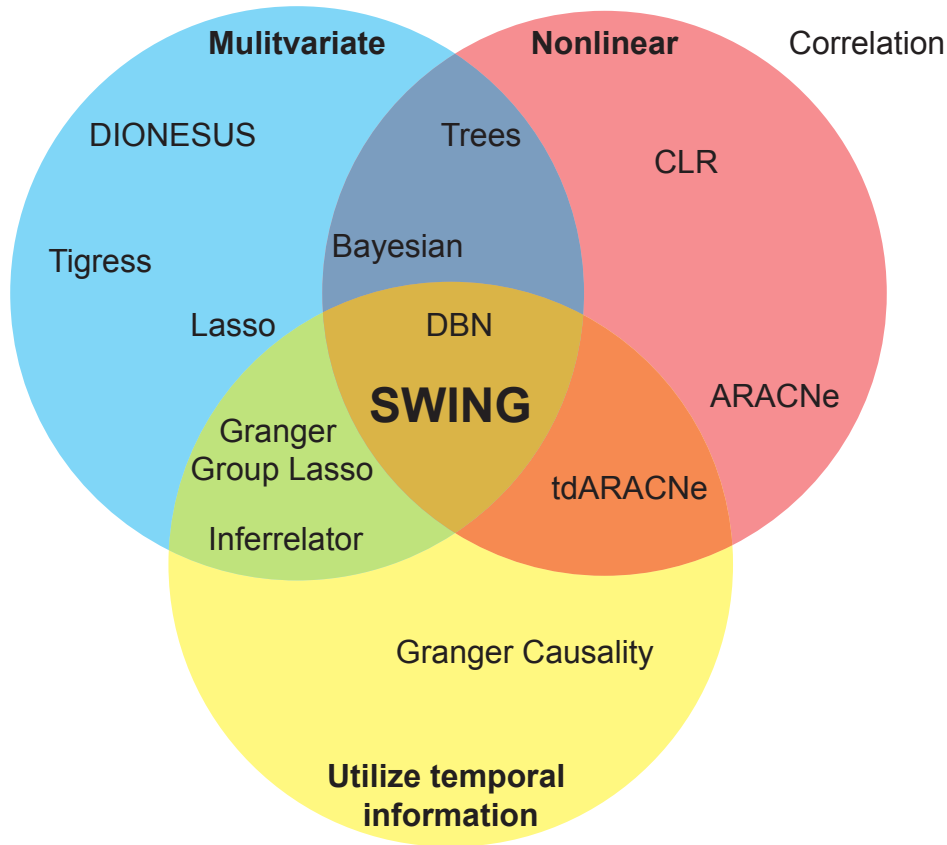 Mulitvariate
Nonlinear
Correlation
DIONESUS
Trees
CLR
Bayesian
Tigress
Lasso
DBN
SWING
ARACNe
Granger
Group Lasso
tdARACNe
Inferrelator
Granger Causality
Utilize temporal
information